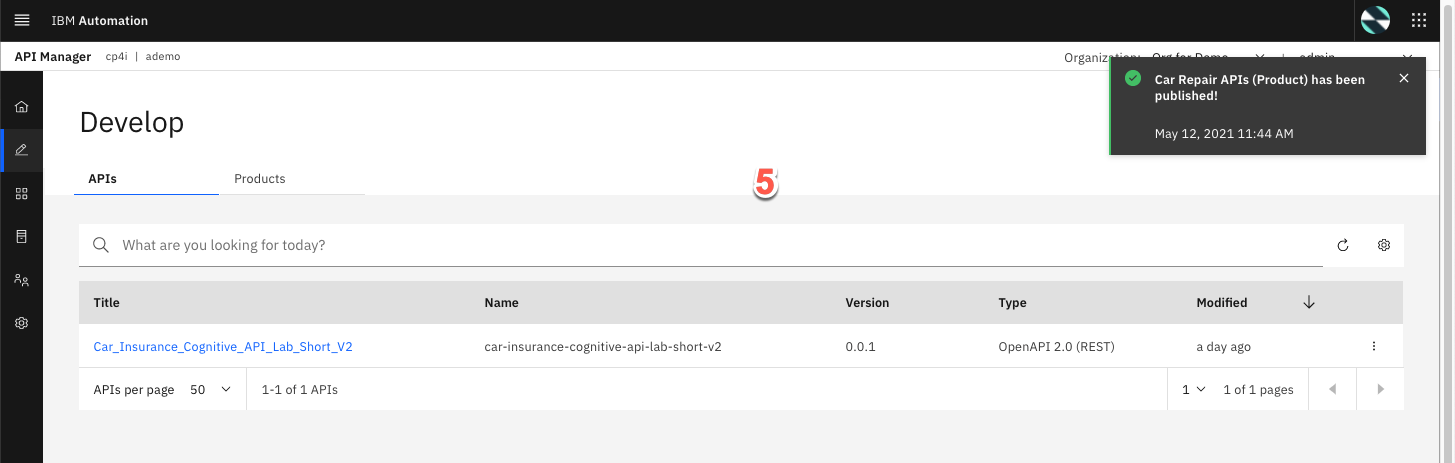 IBM Automation
API Manager cp4i | ademo
Organization: Org for Demo | admin
Car Repair APIs (Product) has been
published!
May 12, 2021 11:44 AM
Develop
APIs Products
5
What are you looking for today?
Title Name Version Type Modified
Car_Insurance_Cognitive_API_Lab_Short_V2 car-insurance-cognitive-api-lab-short-v2 0.0.1 OpenAPI 2.0 (REST) a day ago
APIs per page 50 1-1 of 1 APIs 1 1 of 1 pages